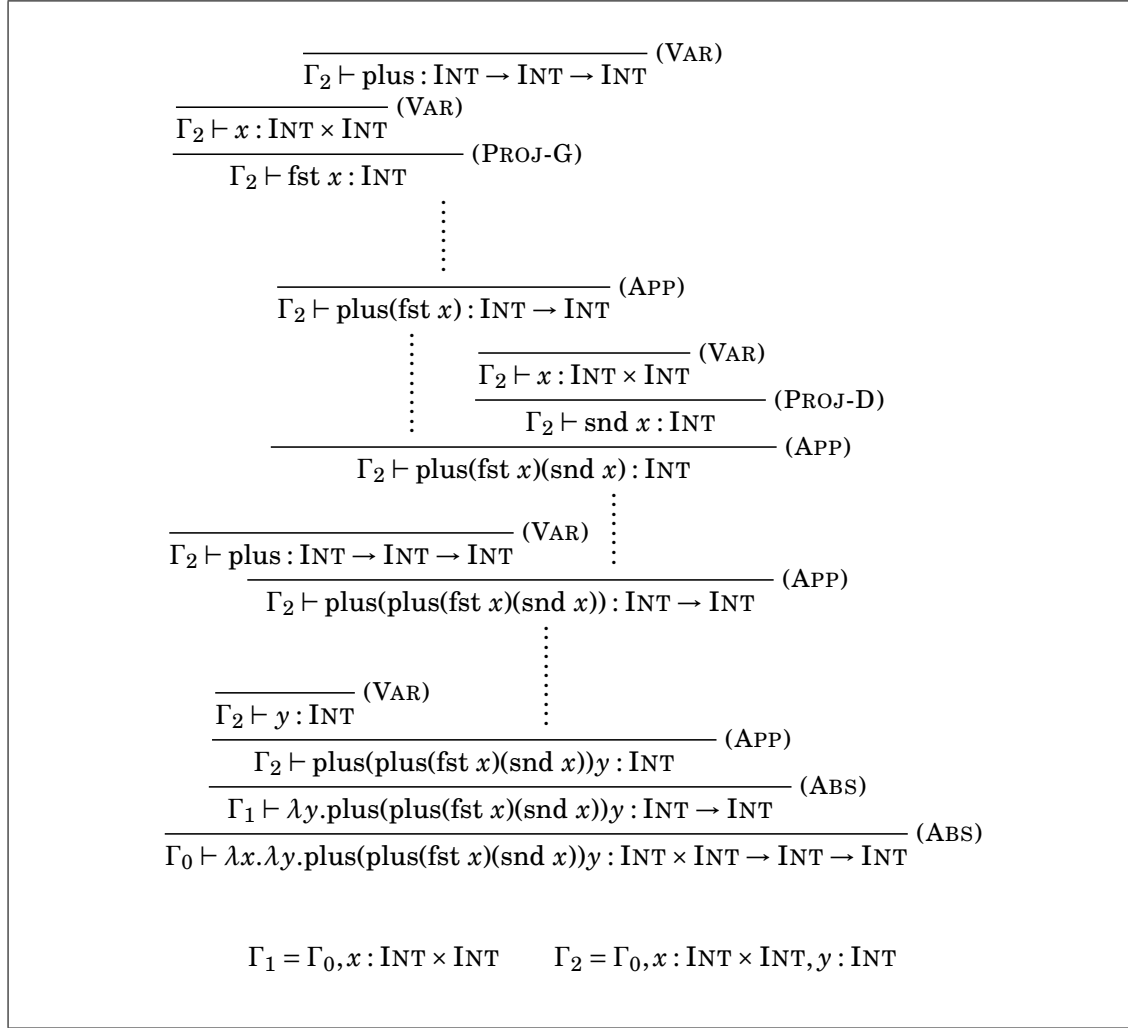 (VAR)
Γ₂ ⊢ plus : INT → INT → INT
(VAR)
Γ₂ ⊢ x : INT × INT
(PROJ-G)
Γ₂ ⊢ fst x : INT
(APP)
Γ₂ ⊢ plus(fst x) : INT → INT
(VAR)
Γ₂ ⊢ x : INT × INT
(PROJ-D)
Γ₂ ⊢ snd x : INT
(APP)
Γ₂ ⊢ plus(fst x)(snd x) : INT
(VAR)
Γ₂ ⊢ plus : INT → INT → INT
(APP)
Γ₂ ⊢ plus(plus(fst x)(snd x)) : INT → INT
(VAR)
Γ₂ ⊢ y : INT
(APP)
Γ₂ ⊢ plus(plus(fst x)(snd x))y : INT
(ABS)
Γ₁ ⊢ λy.plus(plus(fst x)(snd x))y : INT → INT
(ABS)
Γ₀ ⊢ λx.λy.plus(plus(fst x)(snd x))y : INT × INT → INT → INT
Γ₁ = Γ₀, x : INT × INT Γ₂ = Γ₀, x : INT × INT, y : INT